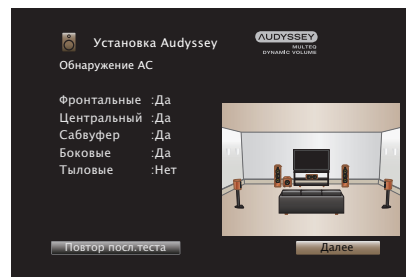 Установка Audyssey
AUDYSSEY
MULTEQ
DYNAMIC VOLUME
Обнаружение АС
Фронтальные :Да
Центральный :Да
Сабвуфер :Да
Боковые :Да
Тыловые :Нет
Повтор посл.теста
Далее